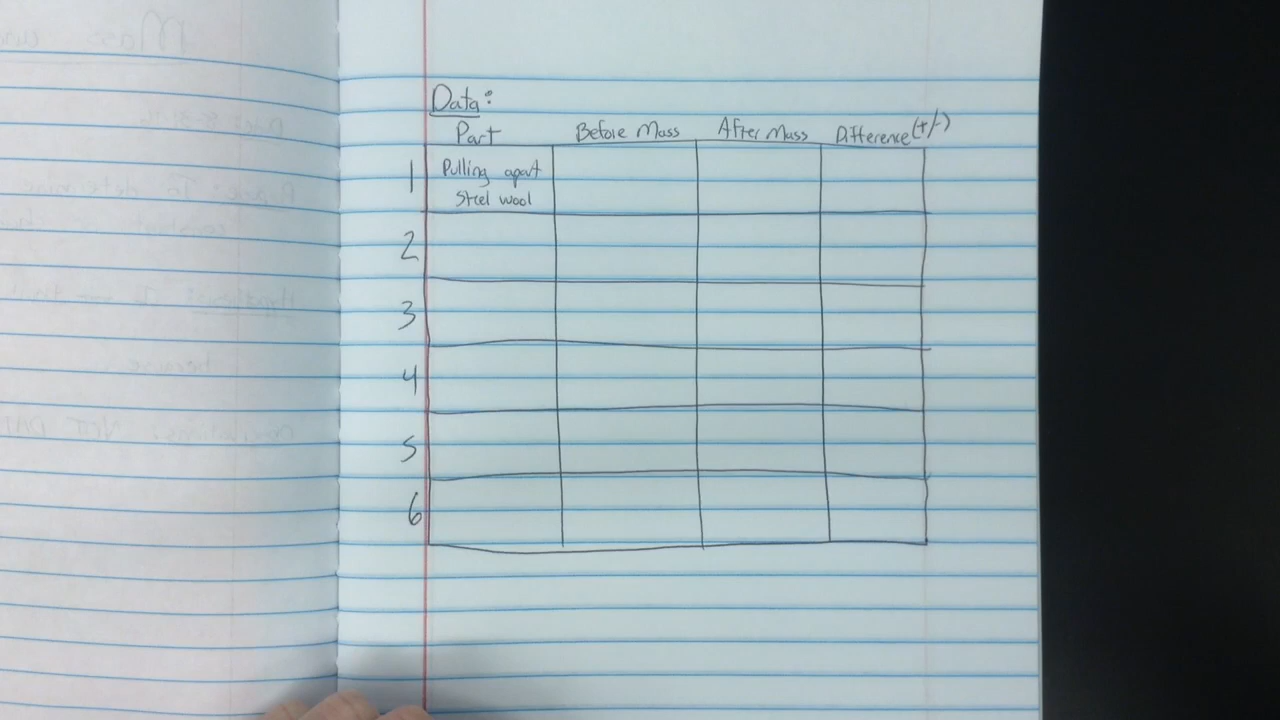 Data:
Part Before Mass After Mass Difference (+/-)
1 Pulling apart
Steel wool
2
3
4
5
6